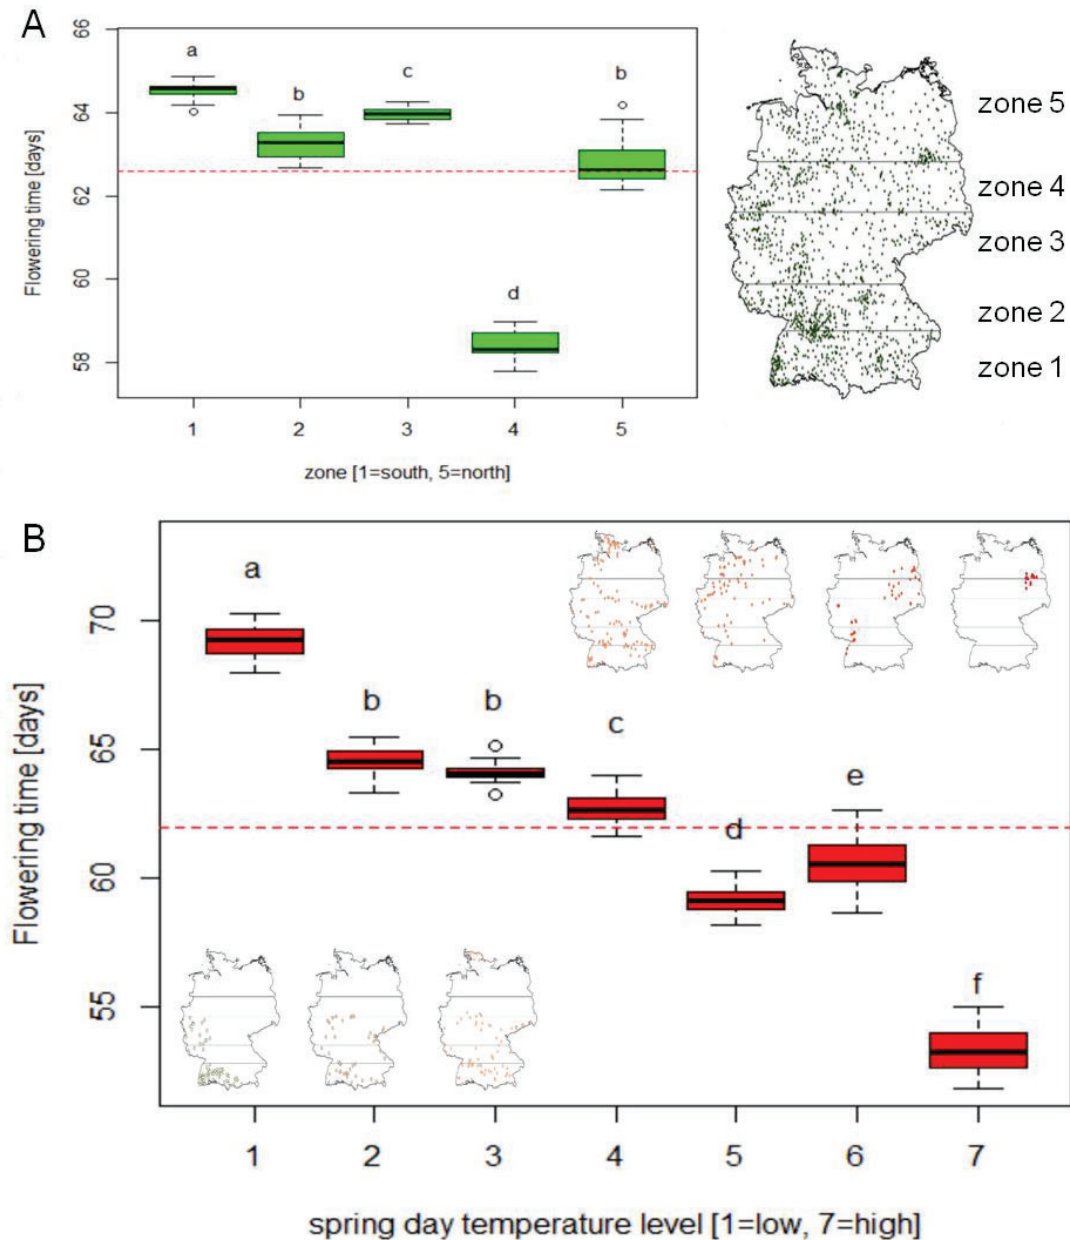 A
Flowering time [days]
66
64
62
60
58
a
b
c
d
b
1 2 3 4 5
zone [1=south, 5=north]
zone 5
zone 4
zone 3
zone 2
zone 1
B
Flowering time [days]
70
65
60
55
a
b
b
c
d
e
f
1 2 3 4 5 6 7
spring day temperature level [1=low, 7=high]